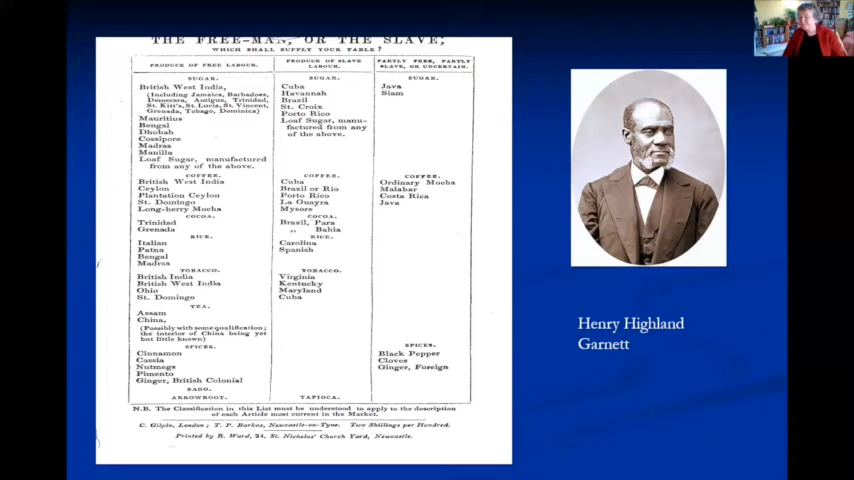 THE FREE-MAN, OR THE SLAVE;
WHICH SHALL SUPPLY YOUR TABLE?
PRODUCE OF FREE LABOUR.
SUGAR.
British West India,
(Including Jamaica, Barbadoes,
Demerara, Antigua, Trinidad,
St. Kitt's, St. Lucia, St. Vincent,
Grenada, Tobago, Dominica)
Mauritius
Bengal
Dhobah
Cossipore
Madras
Manilla
Loaf Sugar, manufactured
from any of the above.
COFFEE.
British West India
Ceylon
Plantation Ceylon
St. Domingo
Long-berry Mocha
COCOA.
Trinidad
Grenada
RICE.
Italian
Patna
Bengal
Madras
TOBACCO.
British India
British West India
Ohio
St. Domingo
TEA.
Assam
China,
(Possibly with some qualification;
the interior of China being yet
but little known)
SPICES.
Cinnamon
Cassia
Nutmegs
Pimento
Ginger, British Colonial
SAGO.
ARROWROOT.
PRODUCE OF SLAVE
LABOUR.
SUGAR.
Cuba
Havannah
Brazil
St. Croix
Porto Rico
Loaf Sugar, manu-
factured from any
of the above.
COFFEE.
Cuba
Brazil or Rio
Porto Rico
La Guayra
Mysore
COCOA.
Brazil, Para
„ Bahia
RICE.
Carolina
Spanish
TOBACCO.
Virginia
Kentucky
Maryland
Cuba
TAPIOCA.
PARTLY FREE, PARTLY
SLAVE, OR UNCERTAIN.
SUGAR.
Java
Siam
COFFEE.
Ordinary Mocha
Malabar
Costa Rica
Java
SPICES.
Black Pepper
Cloves
Ginger, Foreign
N.B. The Classification in this List must be understood to apply to the description
of each Article most current in the Market.
C. Gilpin, London; T. P. Barkas, Newcastle-on-Tyne. Two Shillings per Hundred.
Printed by R. Ward, 24, St. Nicholas' Church Yard, Newcastle.
Henry Highland
Garnett